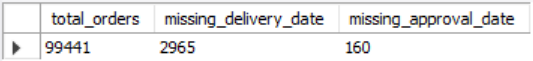 total_orders missing_delivery_date missing_approval_date
99441 2965 160